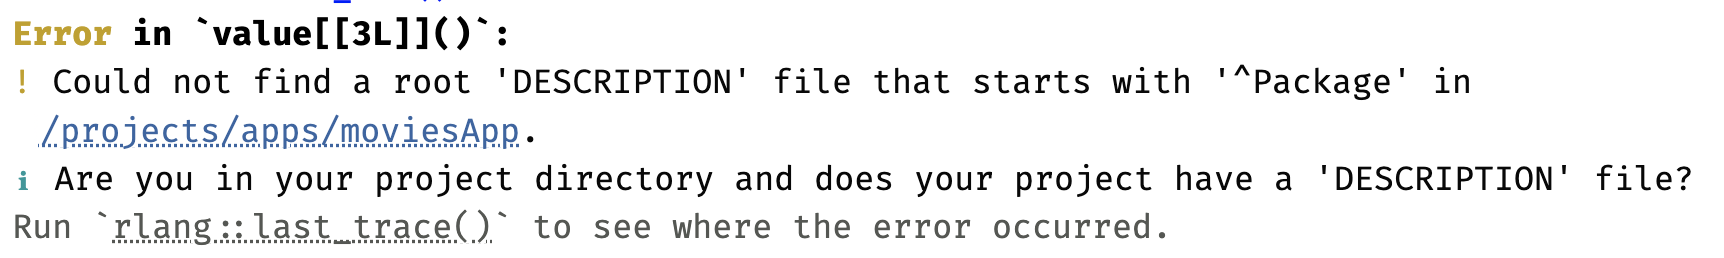 Error in `value[[3L]]()`:
! Could not find a root 'DESCRIPTION' file that starts with '^Package' in
/projects/apps/moviesApp.
ℹ Are you in your project directory and does your project have a 'DESCRIPTION' file?
Run `rlang::last_trace()` to see where the error occurred.